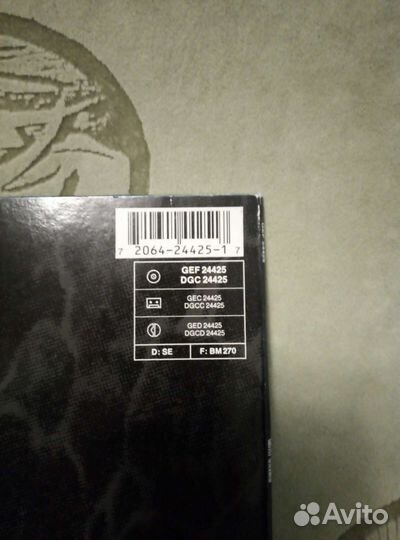 7 2064-24425-1 7
GEF 24425
DGC 24425
GEC 24425
DGCC 24425
GED 24425
DGCD 24425
D: SE F: BM 270
Avito